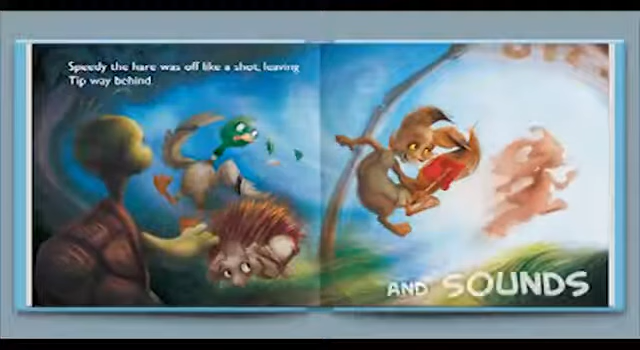 Speedy the hare was off like a shot, leaving
Tip way behind.
AND SOUNDS